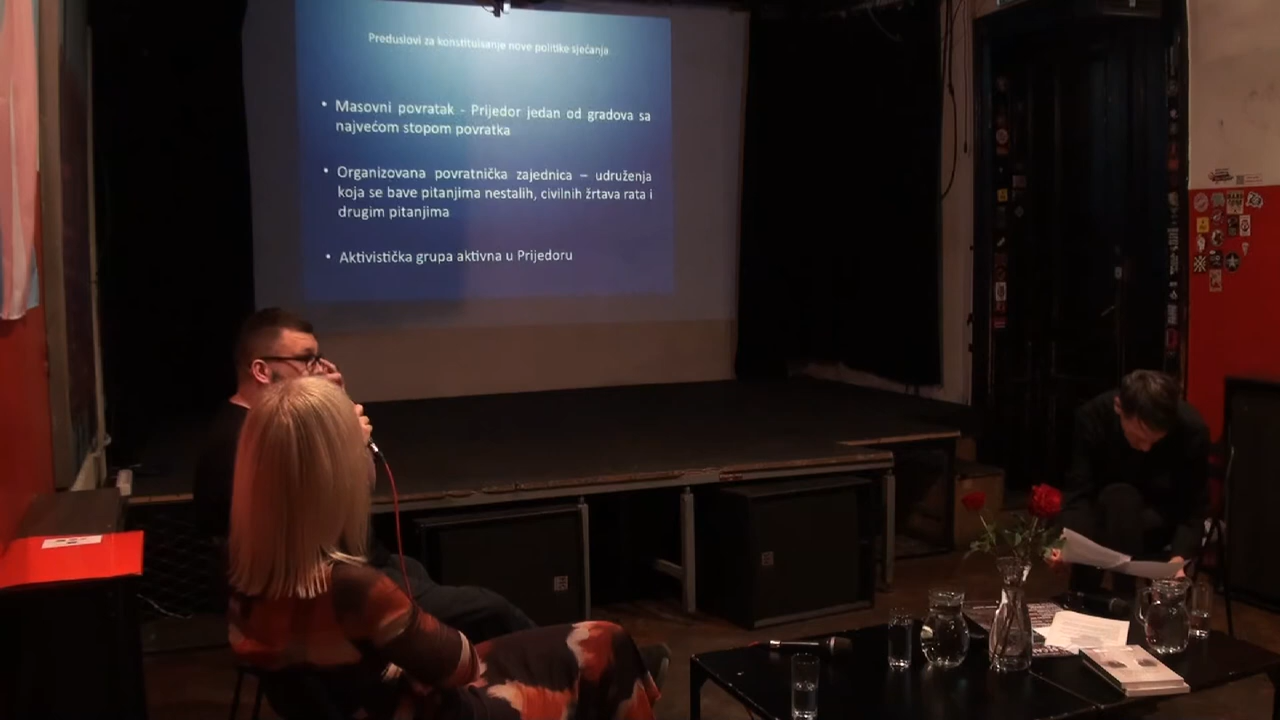 Preduslovi za konstituisanje nove politike sjećanja
• Masovni povratak - Prijedor jedan od gradova sa
najvećom stopom povratka
• Organizovana povratnička zajednica – udruženja
koja se bave pitanjima nestalih, civilnih žrtava rata i
drugim pitanjima
• Aktivistička grupa aktivna u Prijedoru